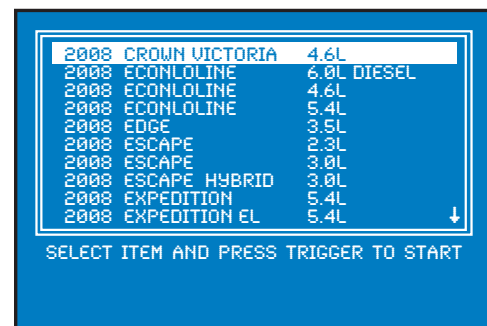 2008 CROWN VICTORIA 4.6L
2008 ECONLOLINE 6.0L DIESEL
2008 ECONLOLINE 4.6L
2008 ECONLOLINE 5.4L
2008 EDGE 3.5L
2008 ESCAPE 2.3L
2008 ESCAPE 3.0L
2008 ESCAPE HYBRID 3.0L
2008 EXPEDITION 5.4L
2008 EXPEDITION EL 5.4L
SELECT ITEM AND PRESS TRIGGER TO START